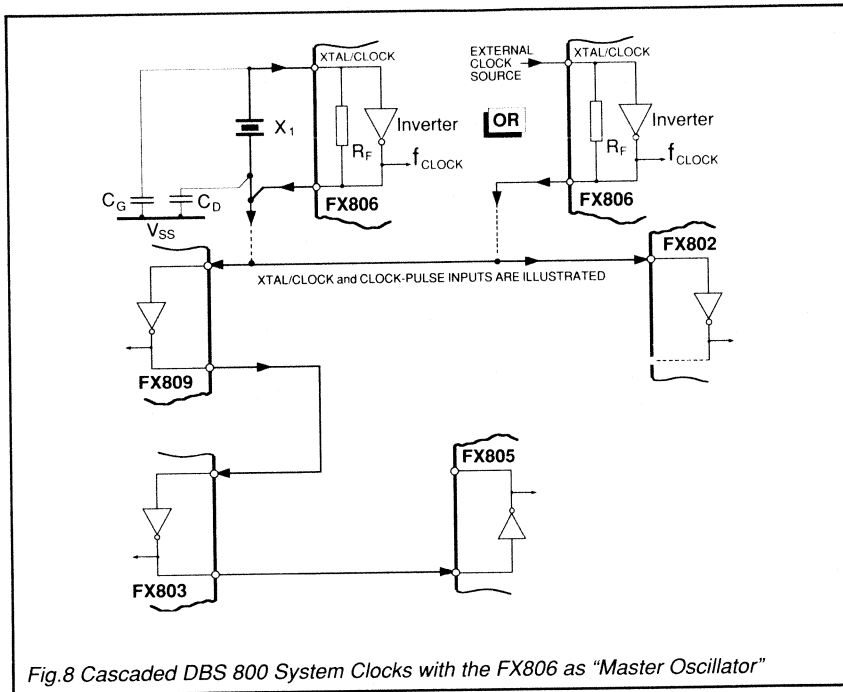 XTAL/CLOCK
X1
RF
Inverter
fCLOCK
CG
CD
VSS
FX806
OR
EXTERNAL
CLOCK
SOURCE
XTAL/CLOCK
RF
Inverter
fCLOCK
FX806
FX802
XTAL/CLOCK and CLOCK-PULSE INPUTS ARE ILLUSTRATED
FX809
FX805
FX803
Fig.8 Cascaded DBS 800 System Clocks with the FX806 as "Master Oscillator"